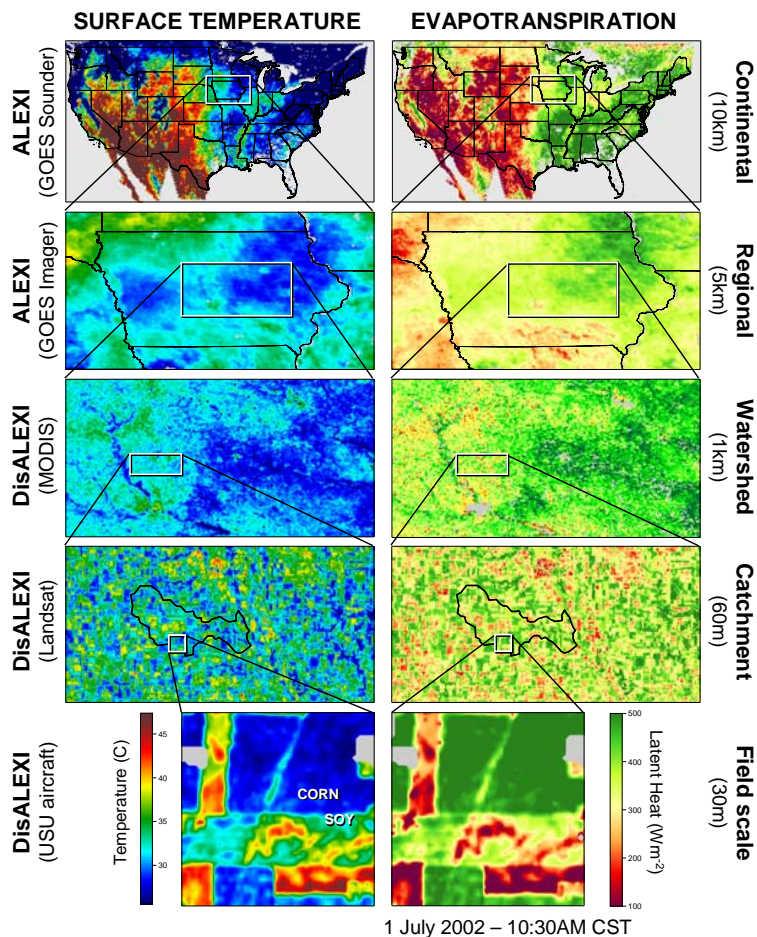 SURFACE TEMPERATURE
EVAPOTRANSPIRATION
ALEXI
(GOES Sounder)
Continental
(10km)
ALEXI
(GOES Imager)
Regional
(5km)
DisALEXI
(MODIS)
Watershed
(1km)
DisALEXI
(Landsat)
Catchment
(60m)
DisALEXI
(USU aircraft)
Temperature (C)
45
40
35
30
CORN
SOY
500
400
300
200
100
Latent Heat (Wm-2)
Field scale
(30m)
1 July 2002 – 10:30AM CST